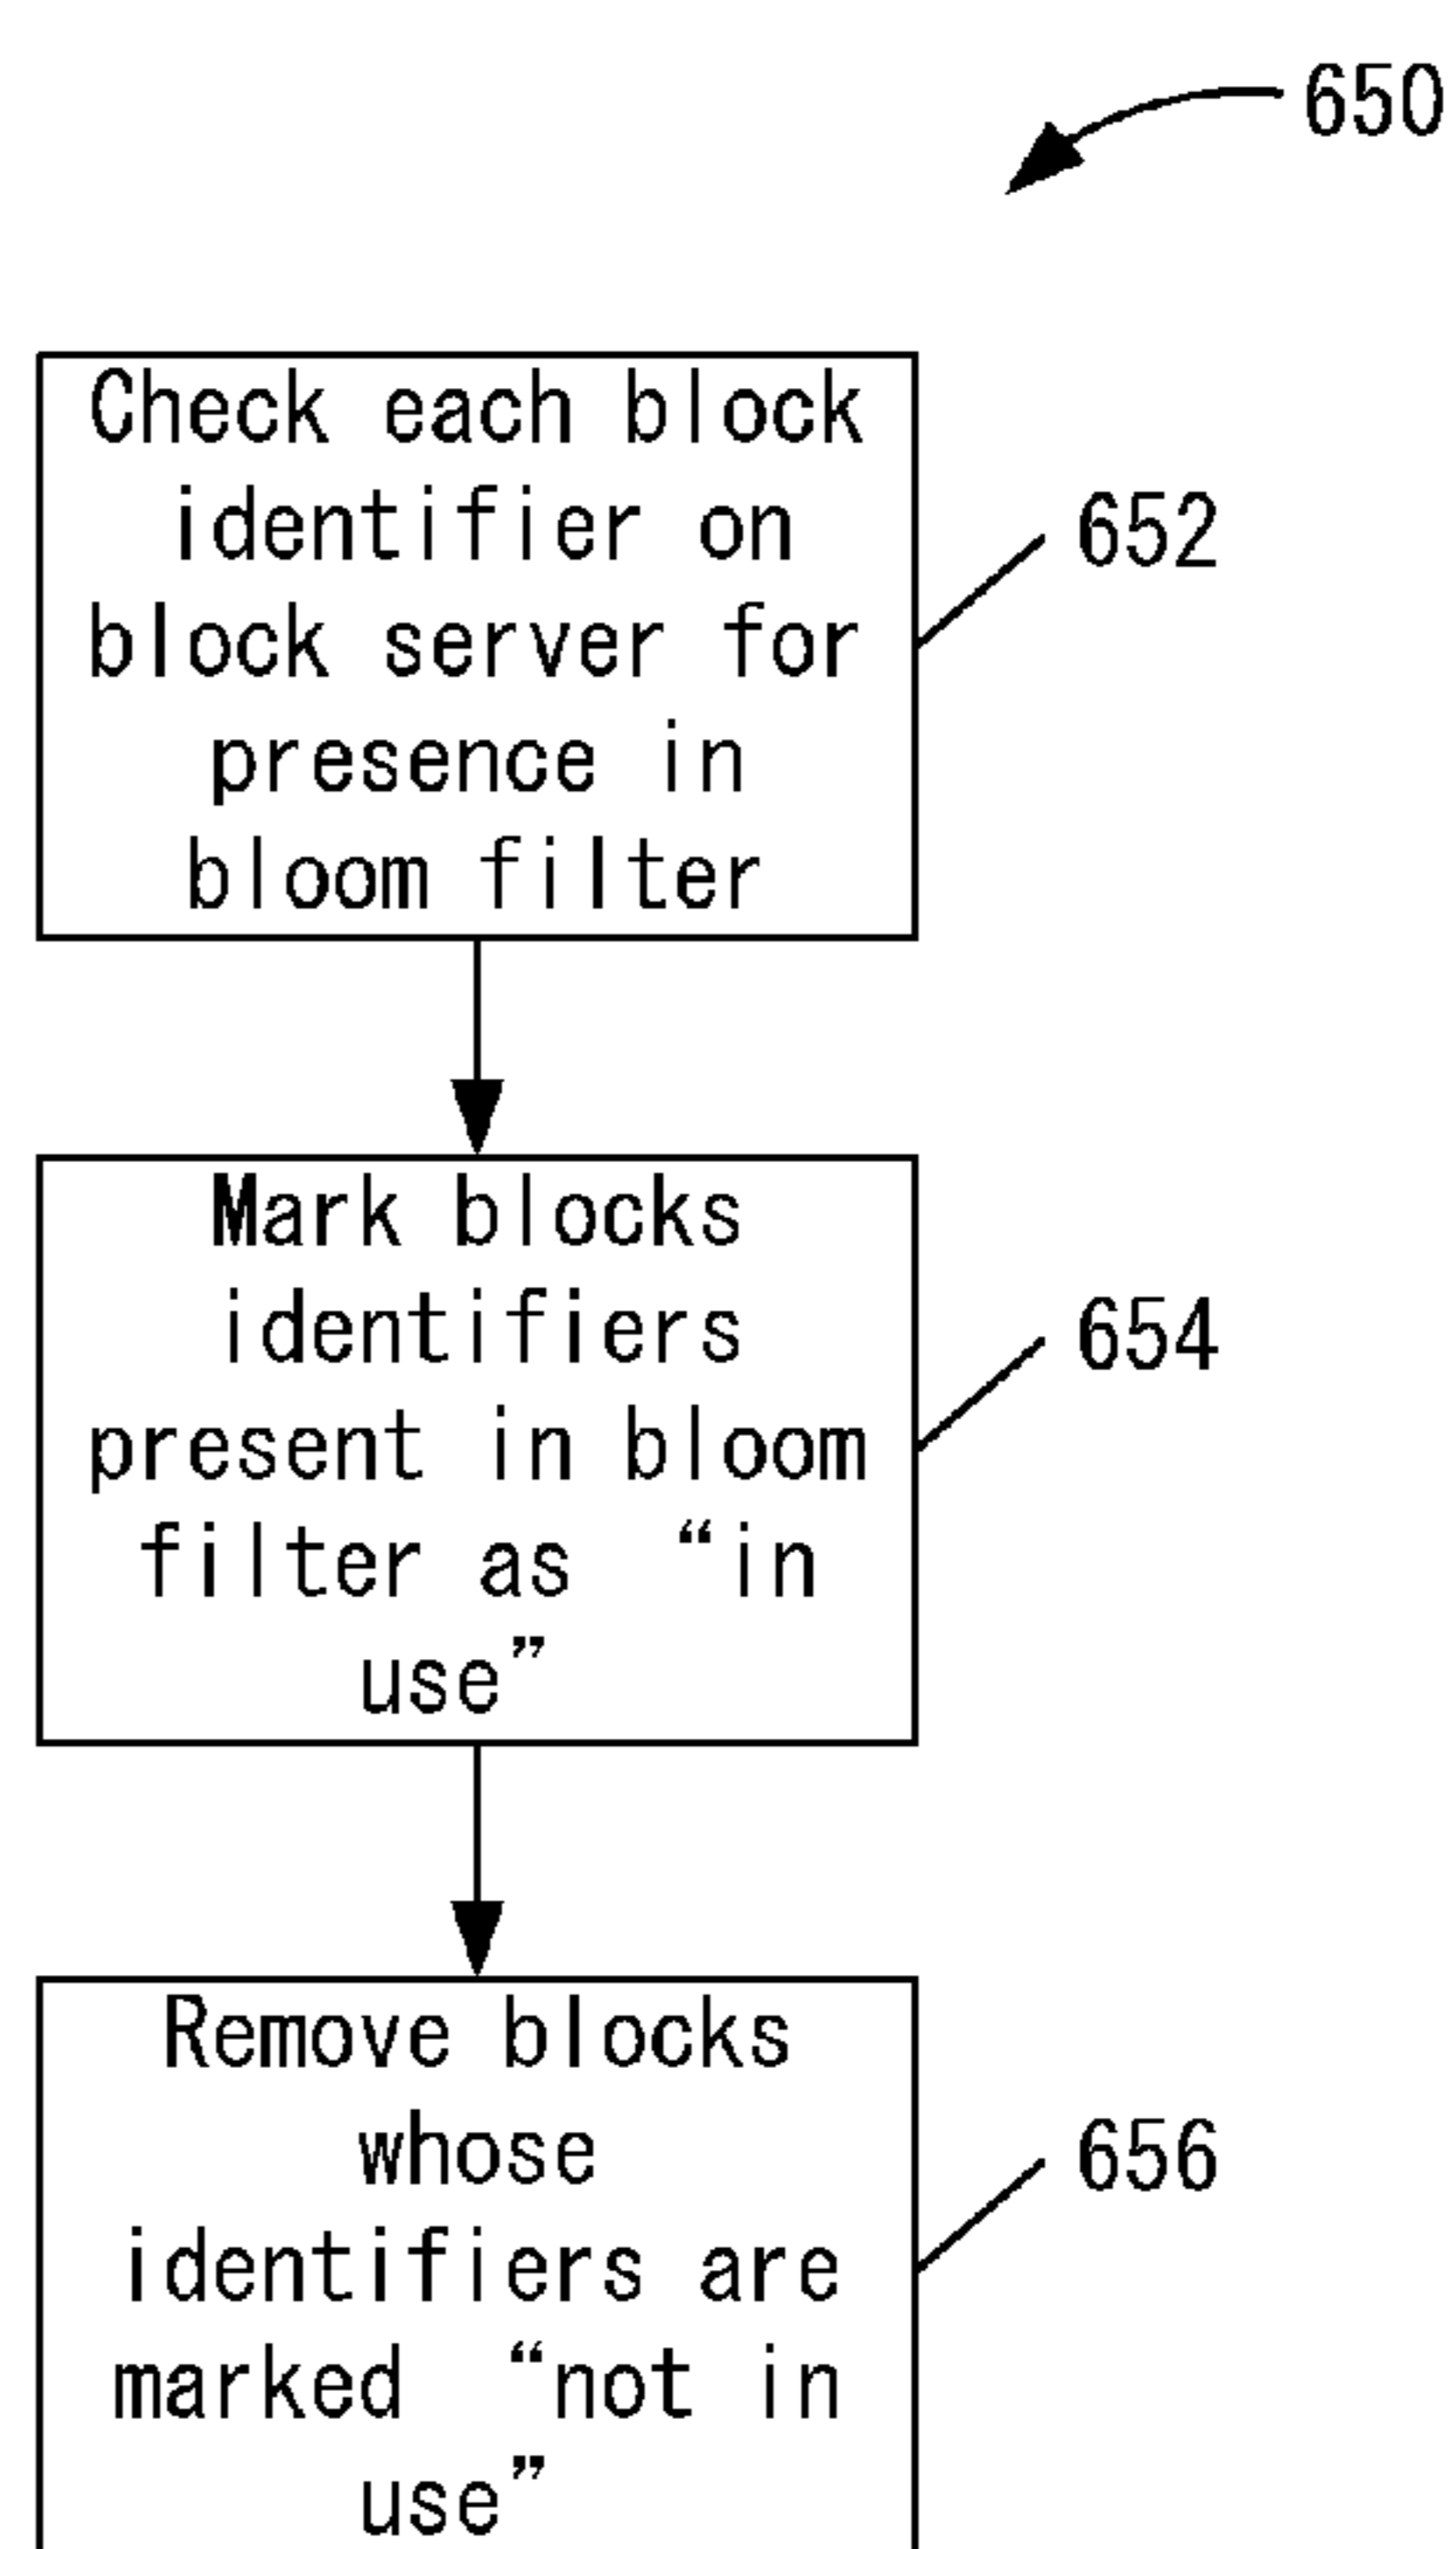 650
Check each block
identifier on
block server for
presence in
bloom filter
652
Mark blocks
identifiers
present in bloom
filter as “in
use”
654
Remove blocks
whose
identifiers are
marked “not in
use”
656